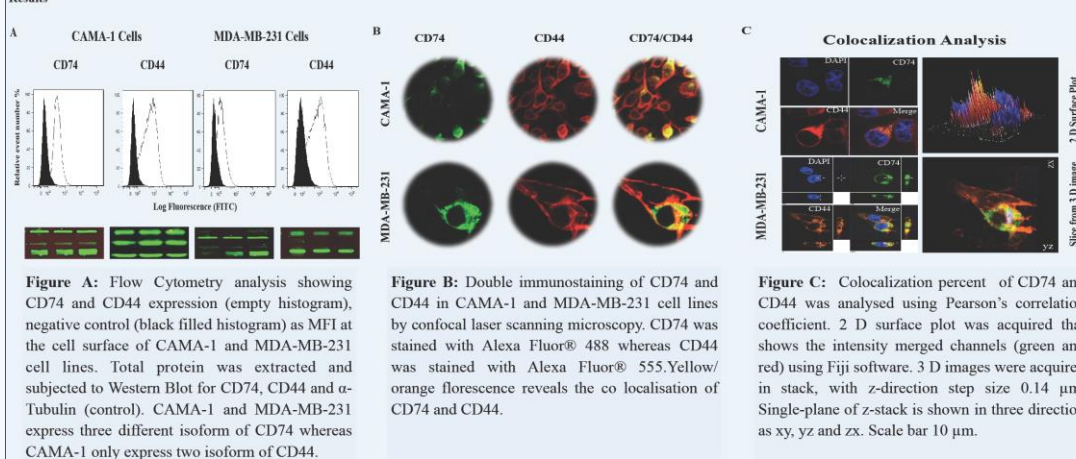 Results
A
CAMA-1 Cells
MDA-MB-231 Cells
CD74
CD44
CD74
CD44
Relative event number %
Log Fluorescence (FITC)
Figure A: Flow Cytometry analysis showing
CD74 and CD44 expression (empty histogram),
negative control (black filled histogram) as MFI at
the cell surface of CAMA-1 and MDA-MB-231
cell lines. Total protein was extracted and
subjected to Western Blot for CD74, CD44 and α-
Tubulin (control). CAMA-1 and MDA-MB-231
express three different isoform of CD74 whereas
CAMA-1 only express two isoform of CD44.
B
CD74
CD44
CD74/CD44
CAMA-1
MDA-MB-231
Figure B: Double immunostaining of CD74 and
CD44 in CAMA-1 and MDA-MB-231 cell lines
by confocal laser scanning microscopy. CD74 was
stained with Alexa Fluor® 488 whereas CD44
was stained with Alexa Fluor® 555.Yellow/
orange florescence reveals the co localisation of
CD74 and CD44.
C
Colocalization Analysis
CAMA-1
DAPI
CD74
CD44
Merge
2 D Surface Plot
MDA-MB-231
DAPI
CD74
CD44
Merge
zx
yz
Slice from 3 D image
Figure C: Colocalization percent of CD74 an
CD44 was analysed using Pearson's correlatio
coefficient. 2 D surface plot was acquired tha
shows the intensity merged channels (green an
red) using Fiji software. 3 D images were acquire
in stack, with z-direction step size 0.14 µm
Single-plane of z-stack is shown in three directio
as xy, yz and zx. Scale bar 10 µm.